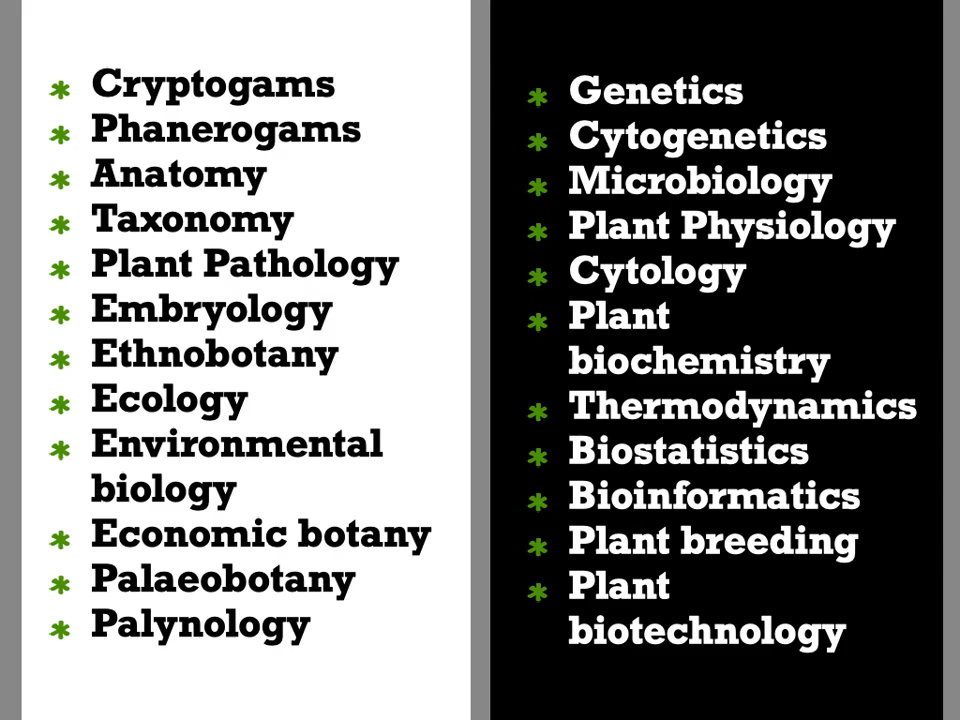 * Cryptogams
* Phanerogams
* Anatomy
* Taxonomy
* Plant Pathology
* Embryology
* Ethnobotany
* Ecology
* Environmental
biology
* Economic botany
* Palaeobotany
* Palynology
* Genetics
* Cytogenetics
* Microbiology
* Plant Physiology
* Cytology
* Plant
biochemistry
* Thermodynamics
* Biostatistics
* Bioinformatics
* Plant breeding
* Plant
biotechnology